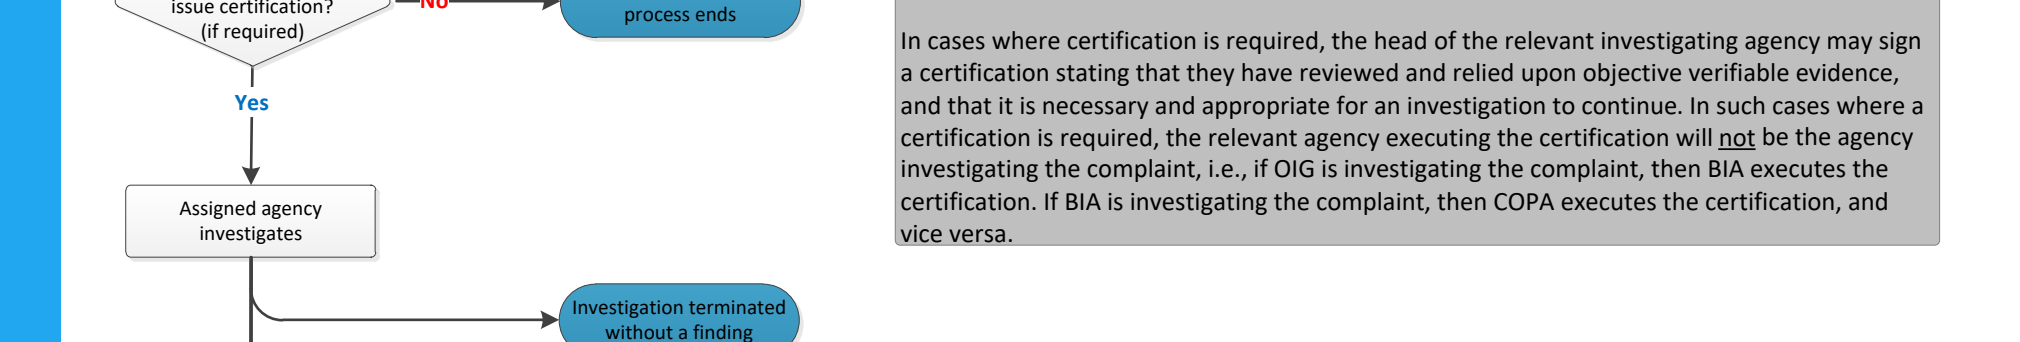 issue certification?
(if required)
No
process ends
Yes
Assigned agency
investigates
Investigation terminated
without a finding
In cases where certification is required, the head of the relevant investigating agency may sign
a certification stating that they have reviewed and relied upon objective verifiable evidence,
and that it is necessary and appropriate for an investigation to continue. In such cases where a
certification is required, the relevant agency executing the certification will not be the agency
investigating the complaint, i.e., if OIG is investigating the complaint, then BIA executes the
certification. If BIA is investigating the complaint, then COPA executes the certification, and
vice versa.